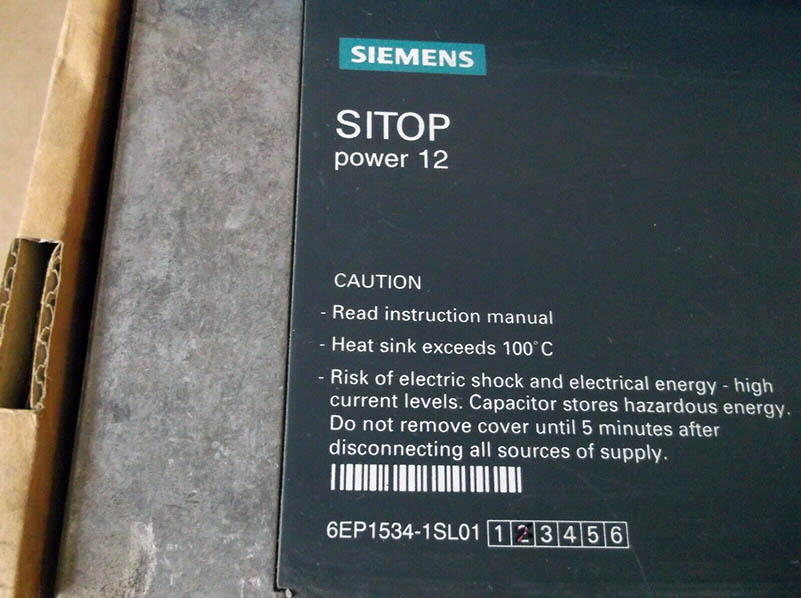 SIEMENS
SITOP
power 12
CAUTION
- Read instruction manual
- Heat sink exceeds 100°C
- Risk of electric shock and electrical energy - high
current levels. Capacitor stores hazardous energy.
Do not remove cover until 5 minutes after
disconnecting all sources of supply.
6EP1534-1SL01 1 2 3 4 5 6